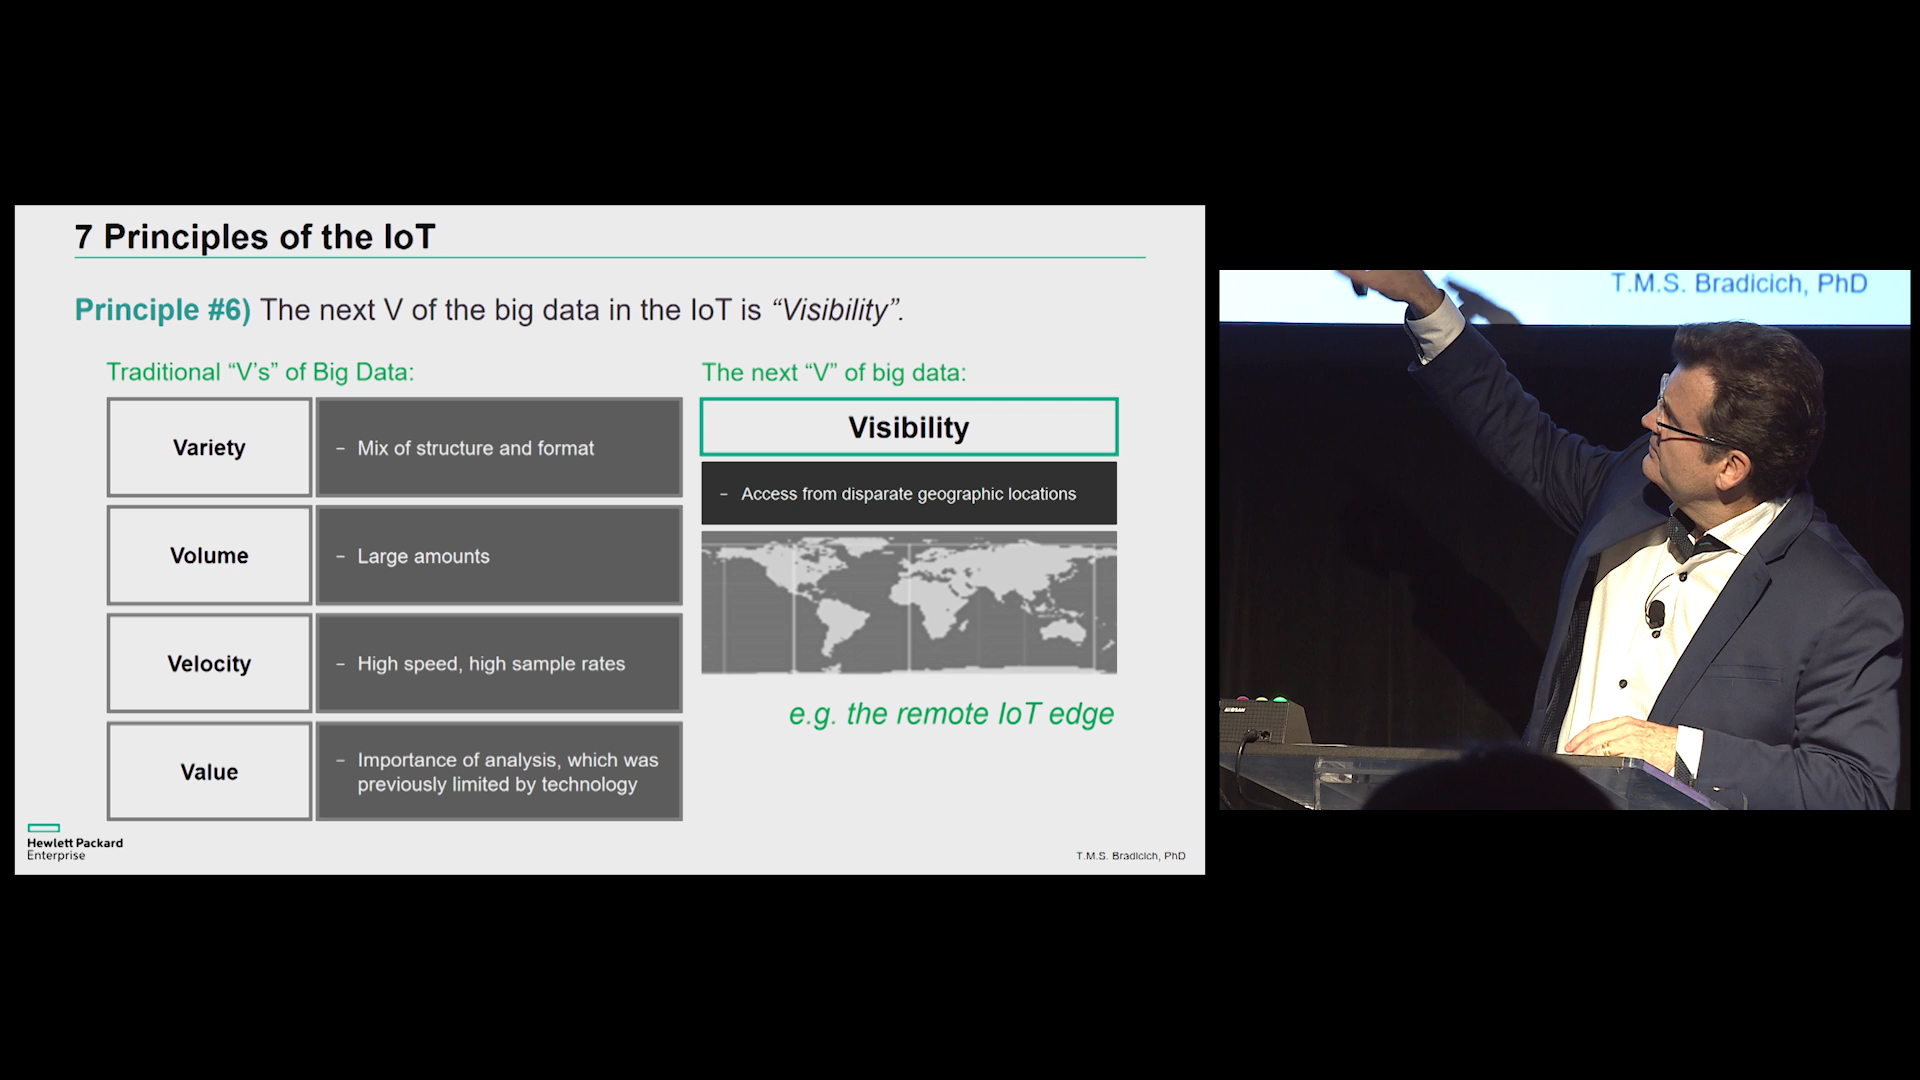 7 Principles of the IoT
Principle #6) The next V of the big data in the IoT is “Visibility”.
Traditional “V’s” of Big Data:
Variety
– Mix of structure and format
Volume
– Large amounts
Velocity
– High speed, high sample rates
Value
– Importance of analysis, which was
previously limited by technology
The next “V” of big data:
Visibility
– Access from disparate geographic locations
e.g. the remote IoT edge
Hewlett Packard
Enterprise
T.M.S. Bradicich, PhD
T.M.S. Bradicich, PhD